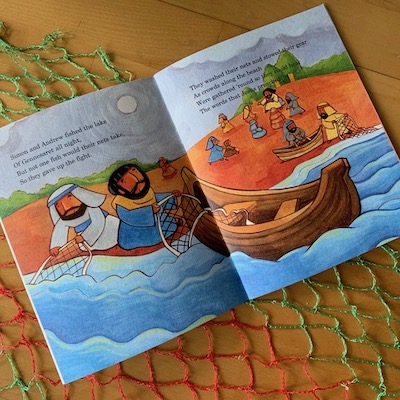 Simon and Andrew fished the lake
Of Gennesaret all night,
But not one fish would their nets take,
So they gave up the fight.
They washed their nets and stowed their gear
As crowds along the beach
Were gathered 'round so
The words that